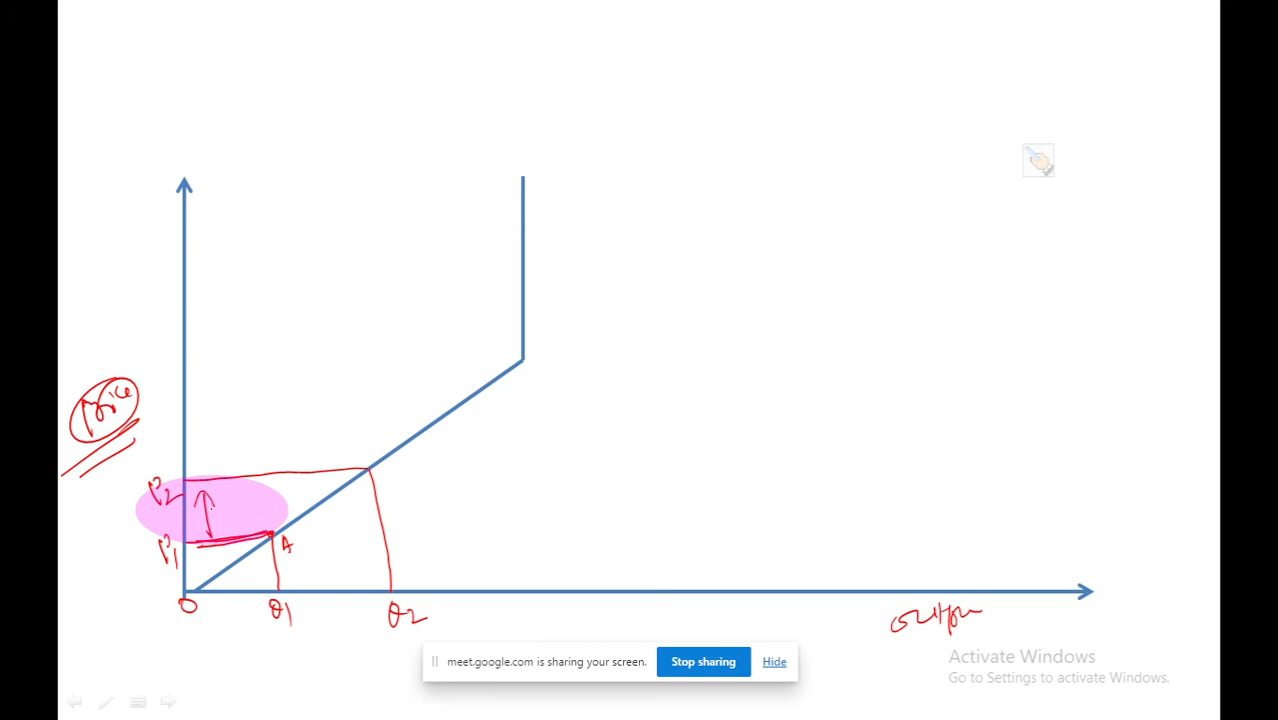 price
P2
P1
A
O
Q1
Q2
meet.google.com is sharing your screen.
Stop sharing
Hide
Activate Windows
Go to Settings to activate Windows.